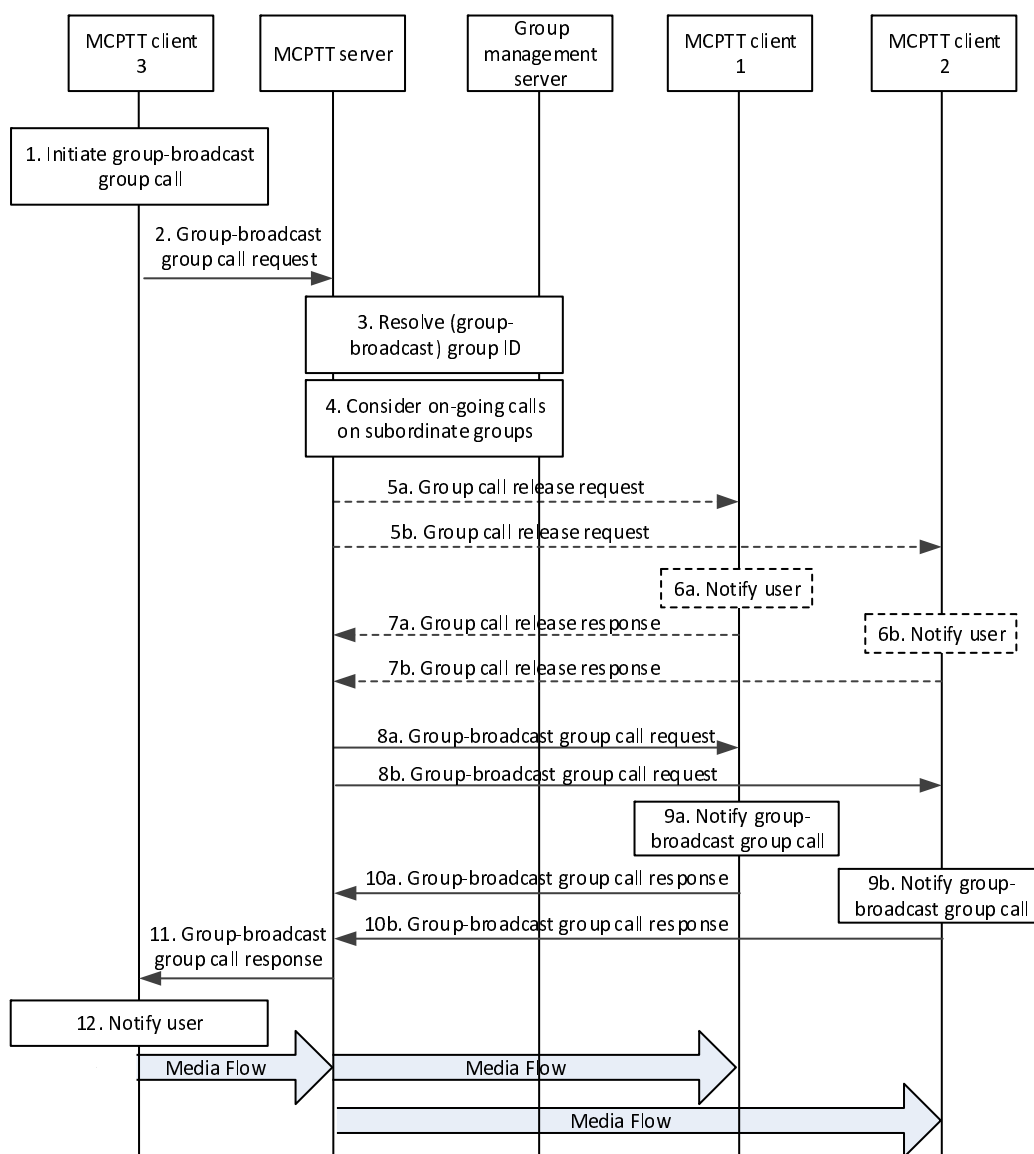 MCPTT client
3
MCPTT server
Group
management
server
MCPTT client
1
MCPTT client
2
1. Initiate group-broadcast
group call
2. Group-broadcast
group call request
3. Resolve (group-
broadcast) group ID
4. Consider on-going calls
on subordinate groups
5a. Group call release request
5b. Group call release request
6a. Notify user
7a. Group call release response
6b. Notify user
7b. Group call release response
8a. Group-broadcast group call request
8b. Group-broadcast group call request
9a. Notify group-
broadcast group call
10a. Group-broadcast group call response
9b. Notify group-
broadcast group call
10b. Group-broadcast group call response
11. Group-broadcast
group call response
12. Notify user
Media Flow
Media Flow
Media Flow